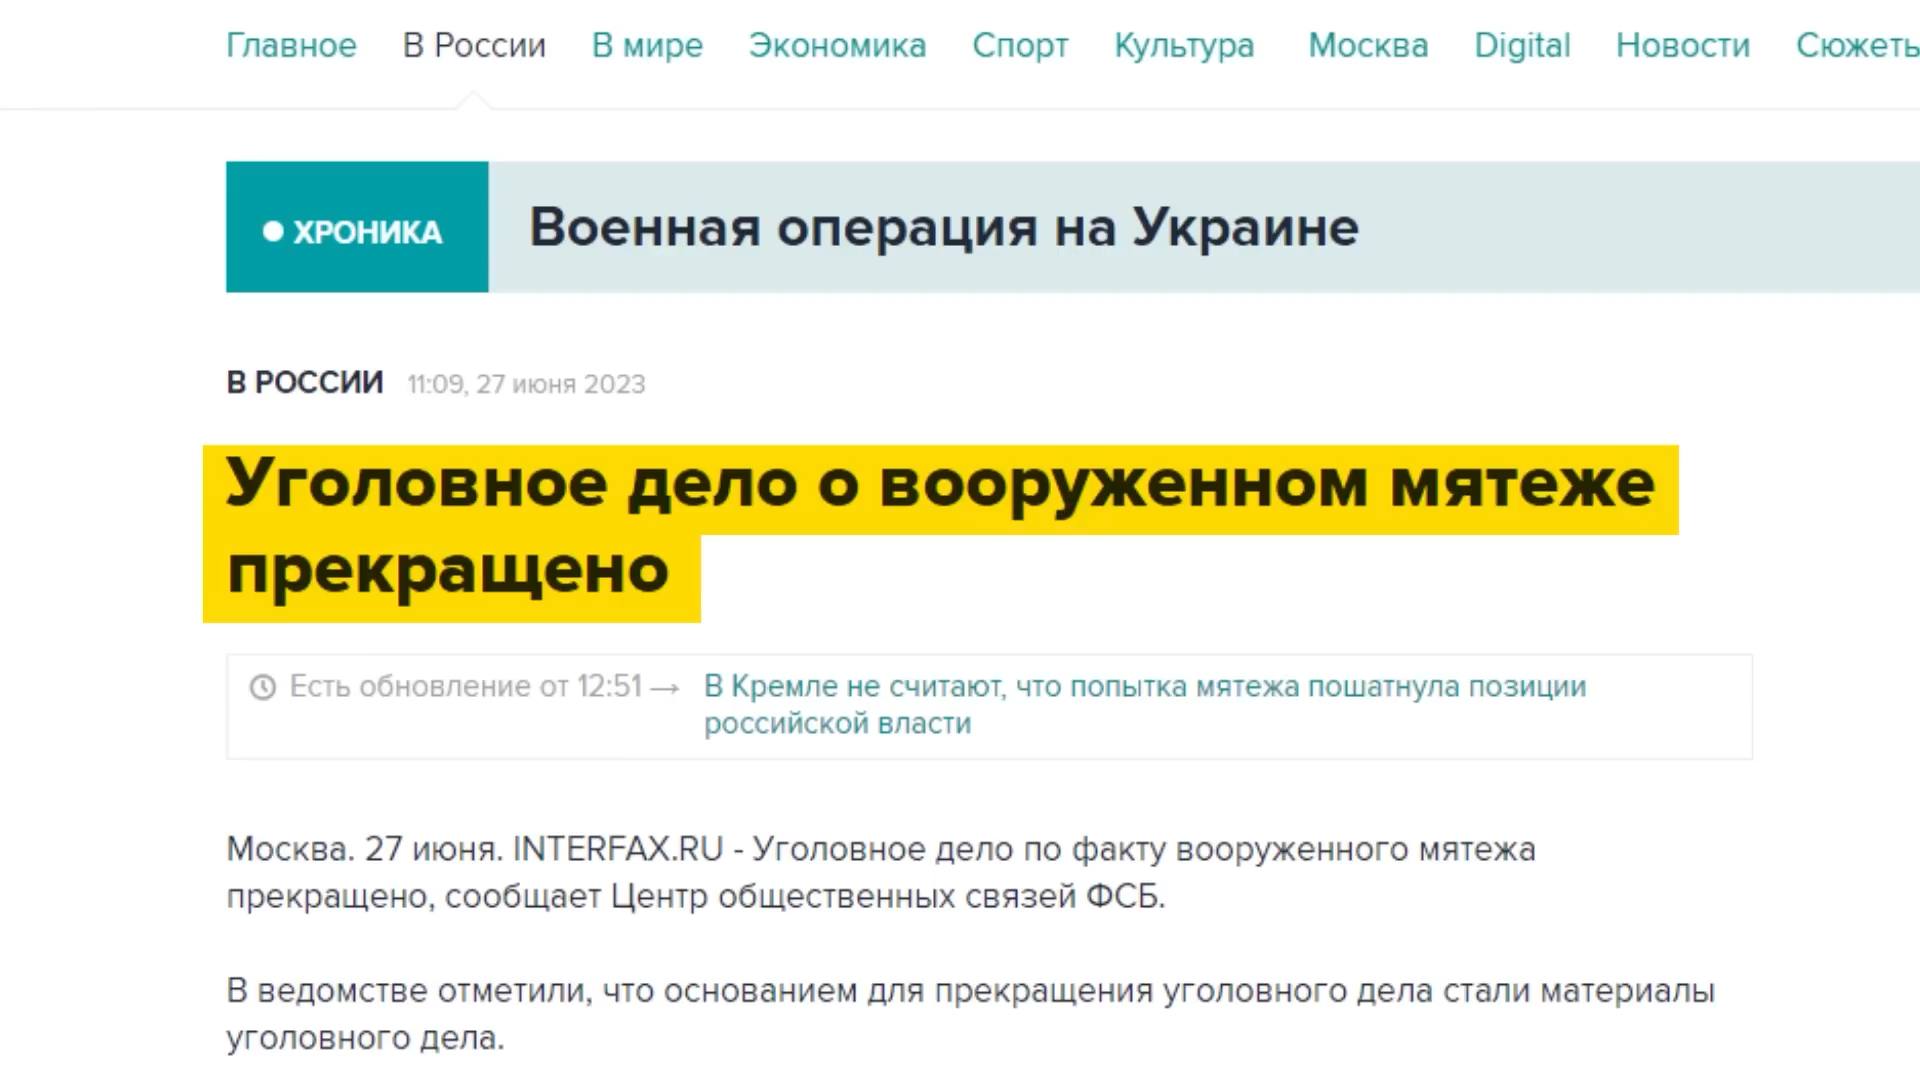 Главное В России В мире Экономика Спорт Культура Москва Digital Новости Сюжеты
ХРОНИКА Военная операция на Украине
В РОССИИ 11:09, 27 июня 2023
Уголовное дело о вооруженном мятеже
прекращено
Есть обновление от 12:51 → В Кремле не считают, что попытка мятежа пошатнула позиции
российской власти
Москва. 27 июня. INTERFAX.RU - Уголовное дело по факту вооруженного мятежа
прекращено, сообщает Центр общественных связей ФСБ.
В ведомстве отметили, что основанием для прекращения уголовного дела стали материалы
уголовного дела.